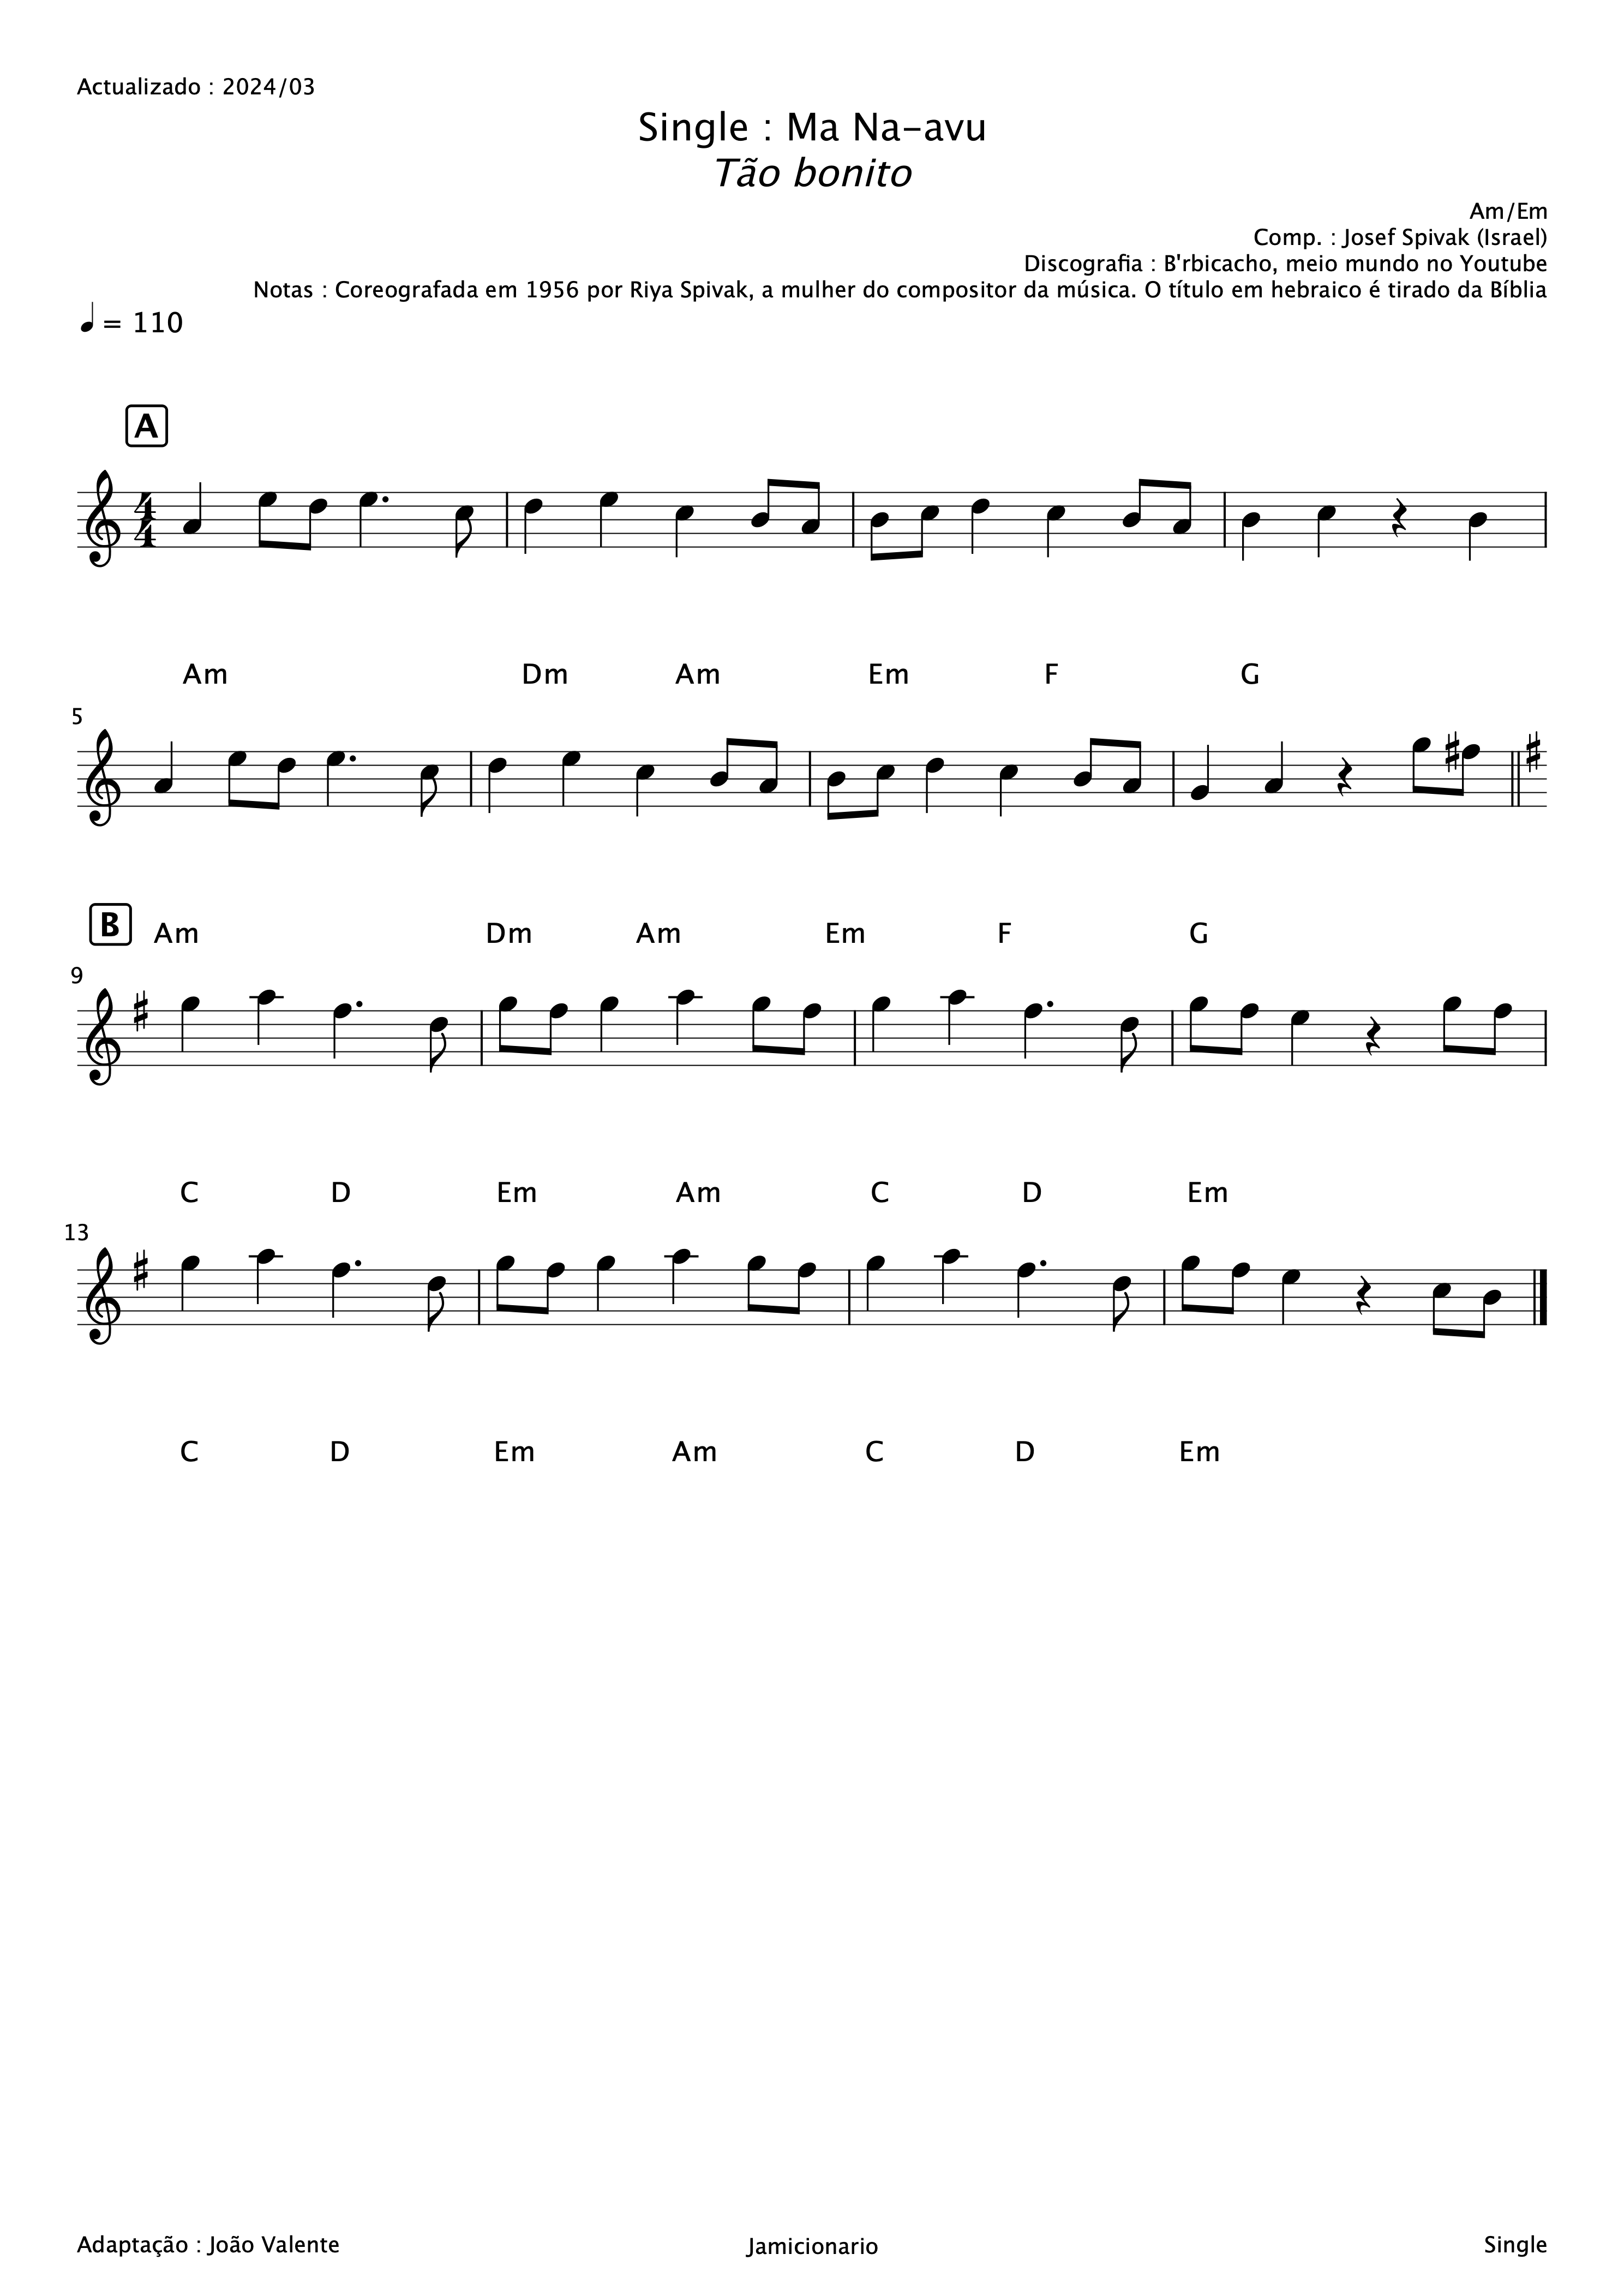 Actualizado : 2024/03
Single : Ma Na-avu
Tão bonito
Am/Em
Comp. : Josef Spivak (Israel)
Discografia : B'rbicacho, meio mundo no Youtube
Notas : Coreografada em 1956 por Riya Spivak, a mulher do compositor da música. O título em hebraico é tirado da Bíblia
= 110
A
4 4
Am Dm Am Em F G
5
B Am Dm Am Em F G
9
C D Em Am C D Em
13
C D Em Am C D Em
Adaptação : João Valente Jamicionario Single